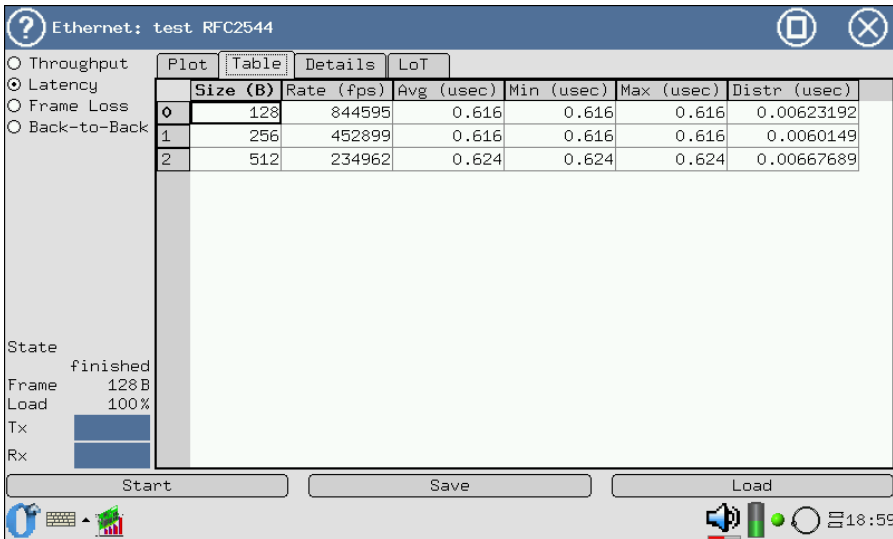 ? Ethernet: test RFC2544
Throughput
Latency
Frame Loss
Back-to-Back
Plot Table Details LoT
Size (B) Rate (fps) Avg (usec) Min (usec) Max (usec) Distr (usec)
0 128 844595 0.616 0.616 0.616 0.00623192
1 256 452899 0.616 0.616 0.616 0.0060149
2 512 234962 0.624 0.624 0.624 0.00667689
State
finished
Frame 128B
Load 100%
Tx
Rx
Start Save Load
18:59